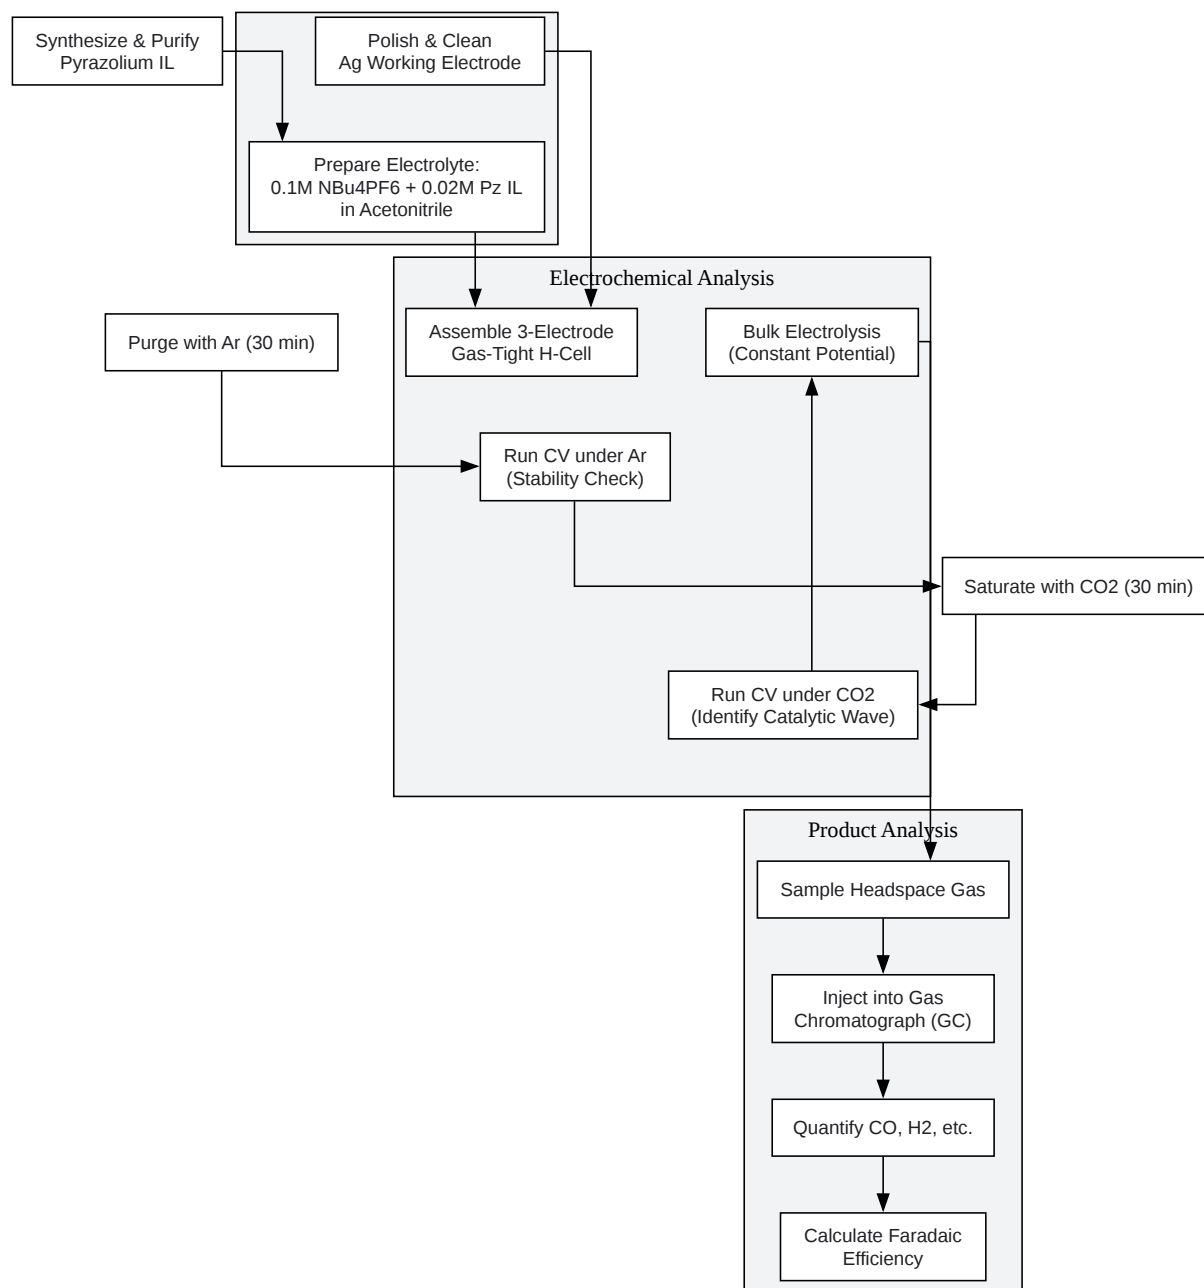 Synthesize & Purify
Pyrazolium IL
Polish & Clean
Ag Working Electrode
Prepare Electrolyte:
0.1M NBu4PF6 + 0.02M Pz IL
in Acetonitrile
Electrochemical Analysis
Purge with Ar (30 min)
Assemble 3-Electrode
Gas-Tight H-Cell
Bulk Electrolysis
(Constant Potential)
Run CV under Ar
(Stability Check)
Saturate with CO2 (30 min)
Run CV under CO2
(Identify Catalytic Wave)
Product Analysis
Sample Headspace Gas
Inject into Gas
Chromatograph (GC)
Quantify CO, H2, etc.
Calculate Faradaic
Efficiency